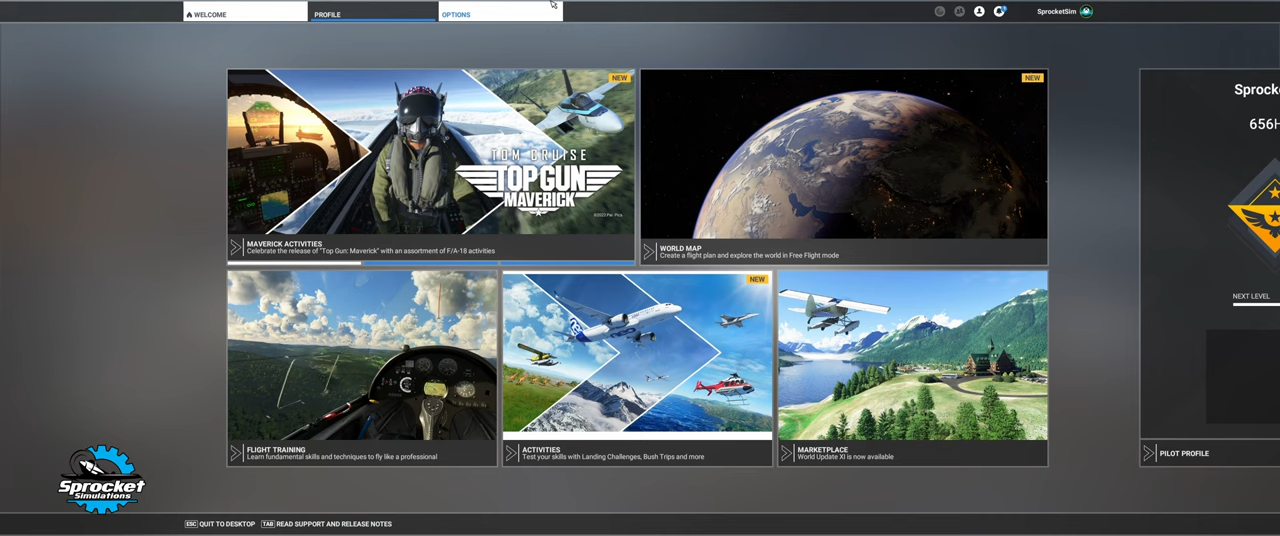 WELCOME
PROFILE
OPTIONS
SprocketSim
NEW
TOM CRUISE
TOP GUN
MAVERICK
©2022 Par. Pics.
MAVERICK ACTIVITIES
Celebrate the release of "Top Gun: Maverick" with an assortment of F/A-18 activities
NEW
WORLD MAP
Create a flight plan and explore the world in Free Flight mode
FLIGHT TRAINING
Learn fundamental skills and techniques to fly like a professional
NEW
ACTIVITIES
Test your skills with Landing Challenges, Bush Trips and more
MARKETPLACE
World Update XI is now available
Sprocke
656H
NEXT LEVEL
PILOT PROFILE
Sprocket
Simulations
ESC QUIT TO DESKTOP TAB READ SUPPORT AND RELEASE NOTES